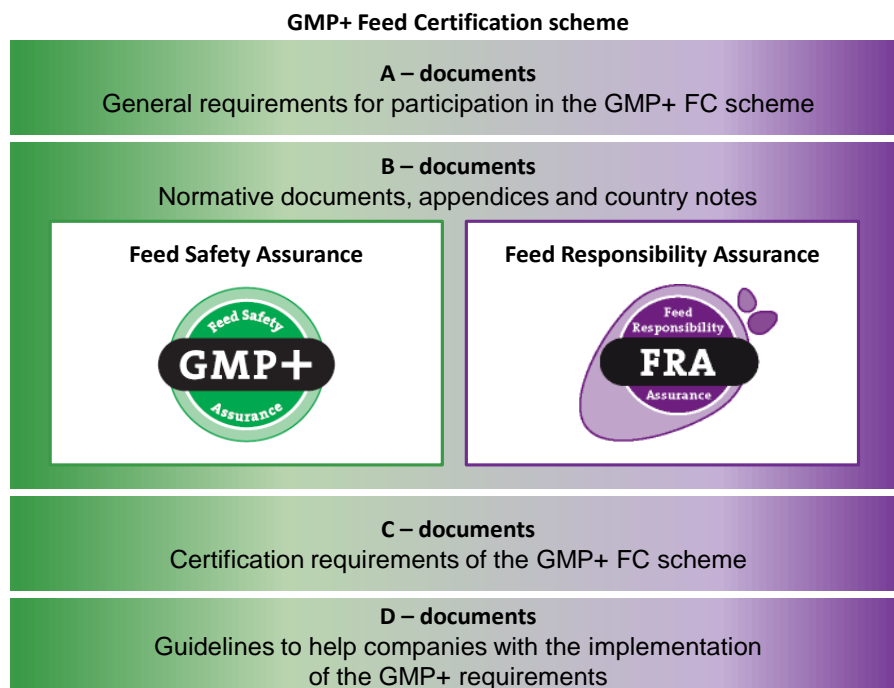 GMP+ Feed Certification scheme
A – documents
General requirements for participation in the GMP+ FC scheme
B – documents
Normative documents, appendices and country notes
Feed Safety Assurance
Feed Safety
GMP+
Assurance
Feed Responsibility Assurance
Feed
Responsibility
FRA
Assurance
C – documents
Certification requirements of the GMP+ FC scheme
D – documents
Guidelines to help companies with the implementation
of the GMP+ requirements